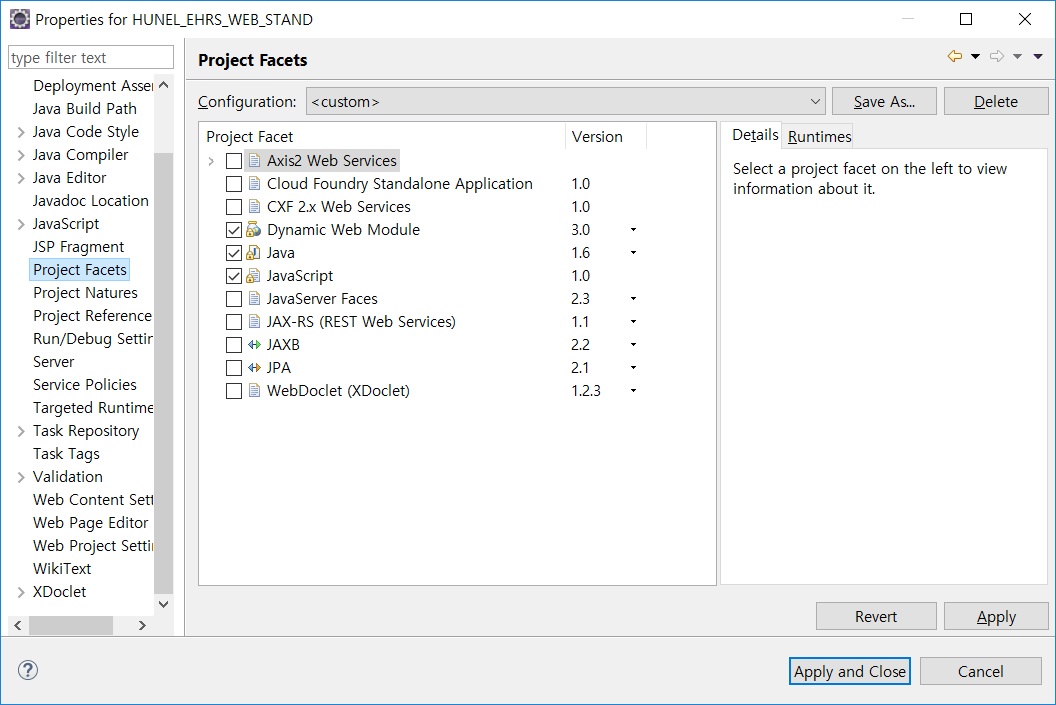 Properties for HUNEL_EHRS_WEB_STAND
type filter text
Deployment Asser
Java Build Path
Java Code Style
Java Compiler
Java Editor
Javadoc Location
JavaScript
JSP Fragment
Project Facets
Project Natures
Project Reference
Run/Debug Settin
Server
Service Policies
Targeted Runtime
Task Repository
Task Tags
Validation
Web Content Sett
Web Page Editor
Web Project Settin
WikiText
XDoclet
Project Facets
Configuration: <custom> Save As... Delete
Project Facet Version
Axis2 Web Services
Cloud Foundry Standalone Application 1.0
CXF 2.x Web Services 1.0
Dynamic Web Module 3.0
Java 1.6
JavaScript 1.0
JavaServer Faces 2.3
JAX-RS (REST Web Services) 1.1
JAXB 2.2
JPA 2.1
WebDoclet (XDoclet) 1.2.3
Details Runtimes
Select a project facet on the left to view
information about it.
Revert Apply
Apply and Close Cancel